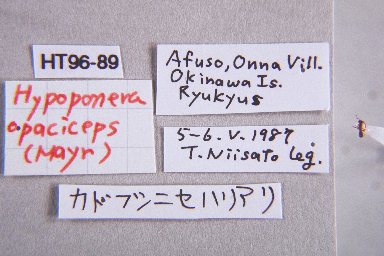 HT96-89
Hypoponera
opaciceps
(Mayr)
Afuso, Onna Vill.
Okinawa Is.
Ryukyus
5-6. V. 1987.
T. Niisato leg.
カドフシニセハリアリ